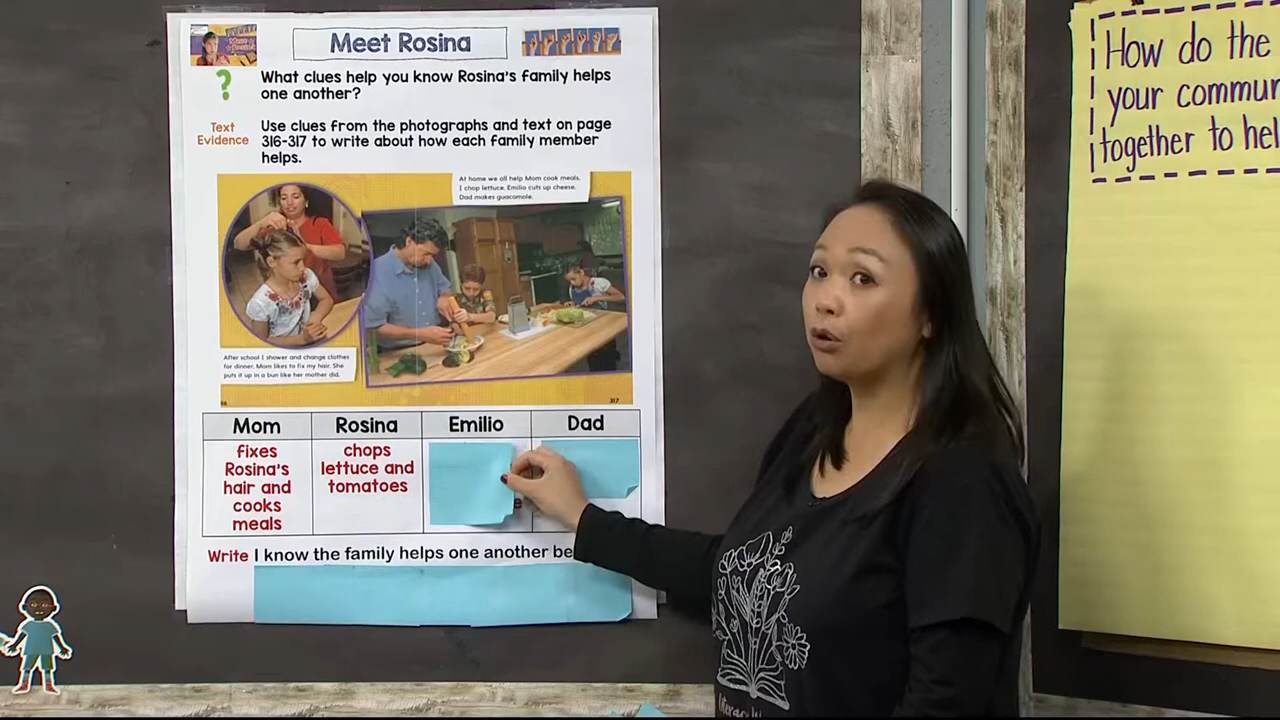 Meet Rosina
What clues help you know Rosina's family helps
one another?
Text
Evidence
Use clues from the photographs and text on page
316-317 to write about how each family member
helps.
At home we all help Mom cook meals.
I chop lettuce. Emilio cuts up cheese.
Dad makes guacamole.
After school I shower and change clothes
for dinner. Mom likes to fix my hair. She
puts it up in a bun like her mother did.
317
Mom
Rosina
Emilio
Dad
fixes
Rosina's
hair and
cooks
meals
chops
lettuce and
tomatoes
Write I know the family helps one another be
How do the
your commun
together to hel